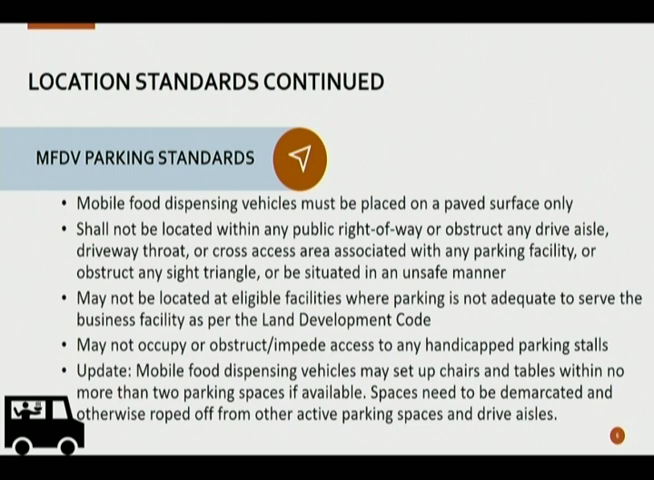 LOCATION STANDARDS CONTINUED
MFDV PARKING STANDARDS
• Mobile food dispensing vehicles must be placed on a paved surface only
• Shall not be located within any public right-of-way or obstruct any drive aisle,
driveway throat, or cross access area associated with any parking facility, or
obstruct any sight triangle, or be situated in an unsafe manner
• May not be located at eligible facilities where parking is not adequate to serve the
business facility as per the Land Development Code
• May not occupy or obstruct/impede access to any handicapped parking stalls
• Update: Mobile food dispensing vehicles may set up chairs and tables within no
more than two parking spaces if available. Spaces need to be demarcated and
otherwise roped off from other active parking spaces and drive aisles.